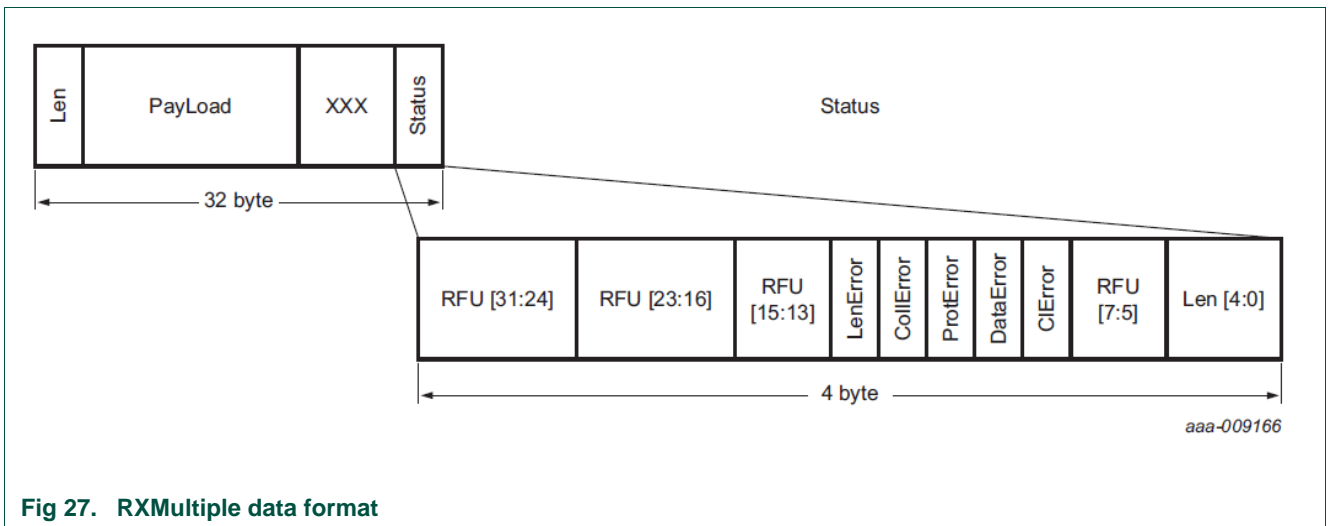 Len
PayLoad
XXX
Status
Status
32 byte
RFU [31:24]
RFU [23:16]
RFU
[15:13]
LenError
CollError
ProtError
DataError
ClError
RFU
[7:5]
Len [4:0]
4 byte
aaa-009166
Fig 27. RXMultiple data format